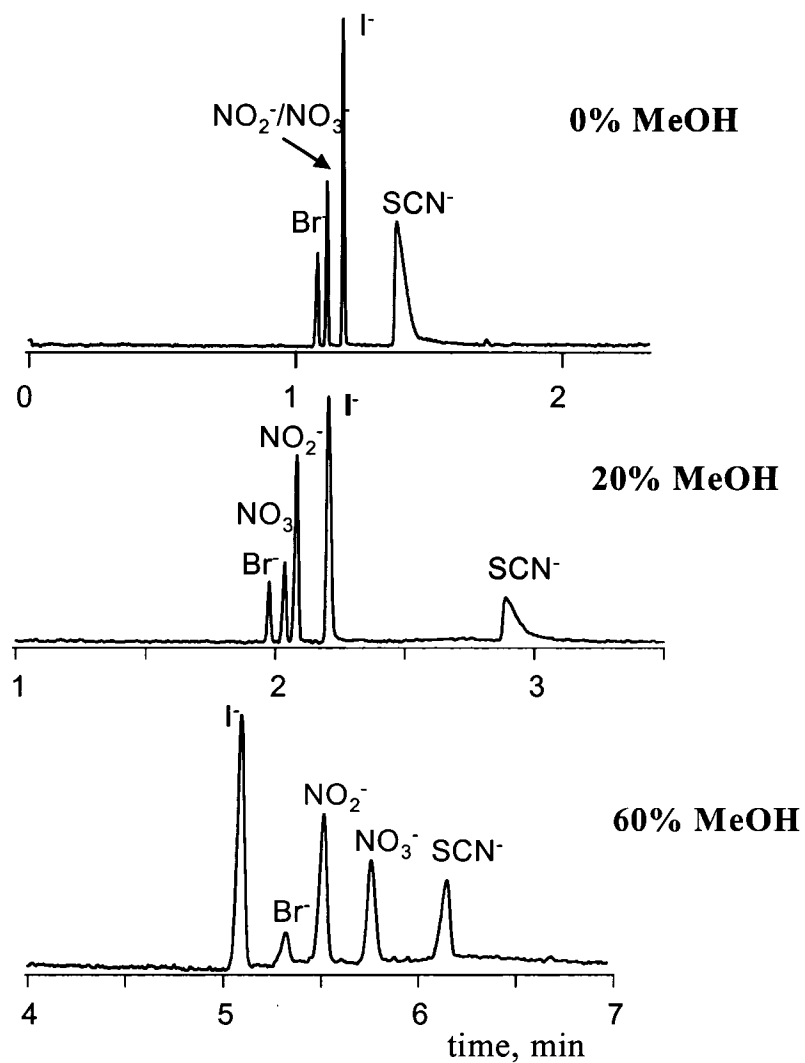 I⁻
NO₂⁻/NO₃⁻
0% MeOH
Br⁻
SCN⁻
0 1 2
I⁻
NO₂⁻
20% MeOH
NO₃
Br⁻
SCN⁻
1 2 3
I⁻
NO₂⁻
60% MeOH
NO₃⁻
SCN⁻
Br⁻
4 5 6 7
time, min